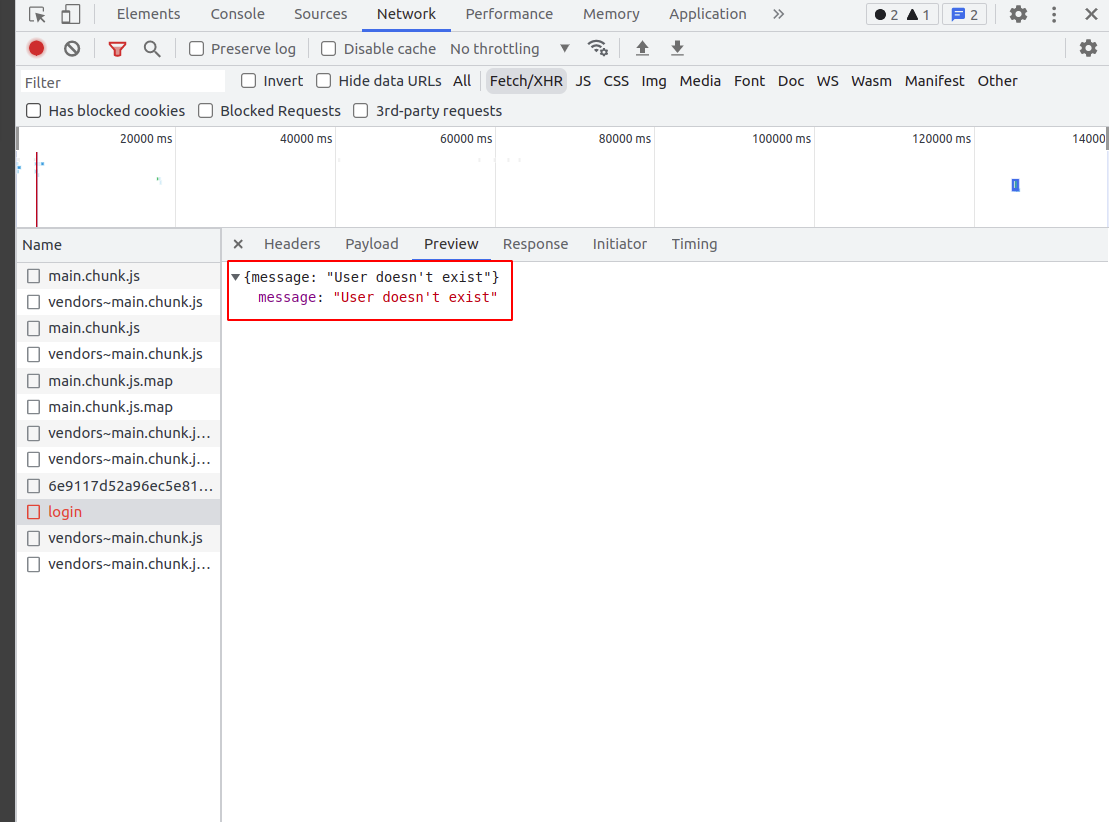 Elements Console Sources Network Performance Memory Application 2 1 2
Preserve log Disable cache No throttling
Filter Invert Hide data URLs All Fetch/XHR JS CSS Img Media Font Doc WS Wasm Manifest Other
Has blocked cookies Blocked Requests 3rd-party requests
20000 ms 40000 ms 60000 ms 80000 ms 100000 ms 120000 ms 14000
Name Headers Payload Preview Response Initiator Timing
{message: "User doesn't exist"}
message: "User doesn't exist"
main.chunk.js
vendors~main.chunk.js
main.chunk.js
vendors~main.chunk.js
main.chunk.js.map
main.chunk.js.map
vendors~main.chunk.j…
vendors~main.chunk.j…
6e9117d52a96ec5e81…
login
vendors~main.chunk.js
vendors~main.chunk.j…